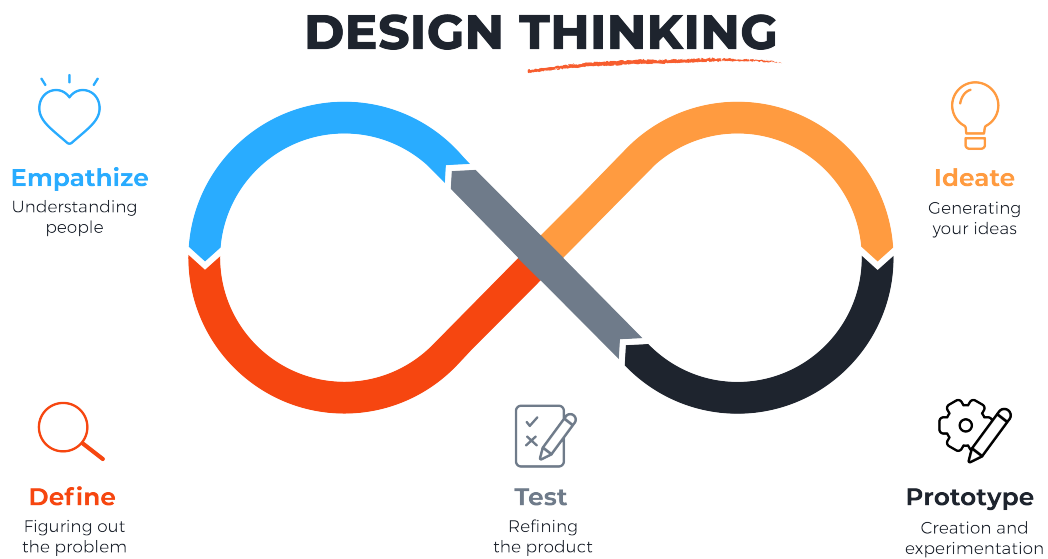 DESIGN THINKING
Empathize
Understanding
people
Ideate
Generating
your ideas
Define
Figuring out
the problem
Test
Refining
the product
Prototype
Creation and
experimentation